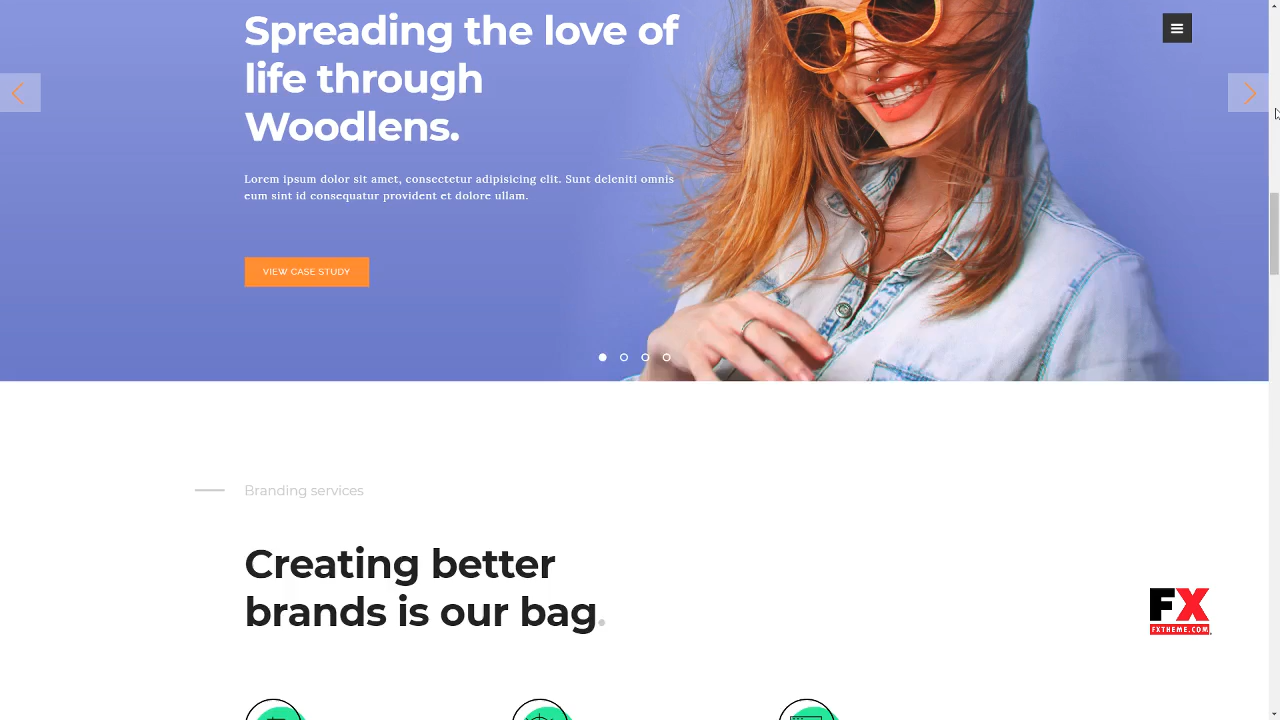 Spreading the love of
life through
Woodlens.
Lorem ipsum dolor sit amet, consectetur adipisicing elit. Sunt deleniti omnis
eum sint id consequatur provident et dolore ullam.
VIEW CASE STUDY
Branding services
Creating better
brands is our bag.
FX
FXTHEME.COM